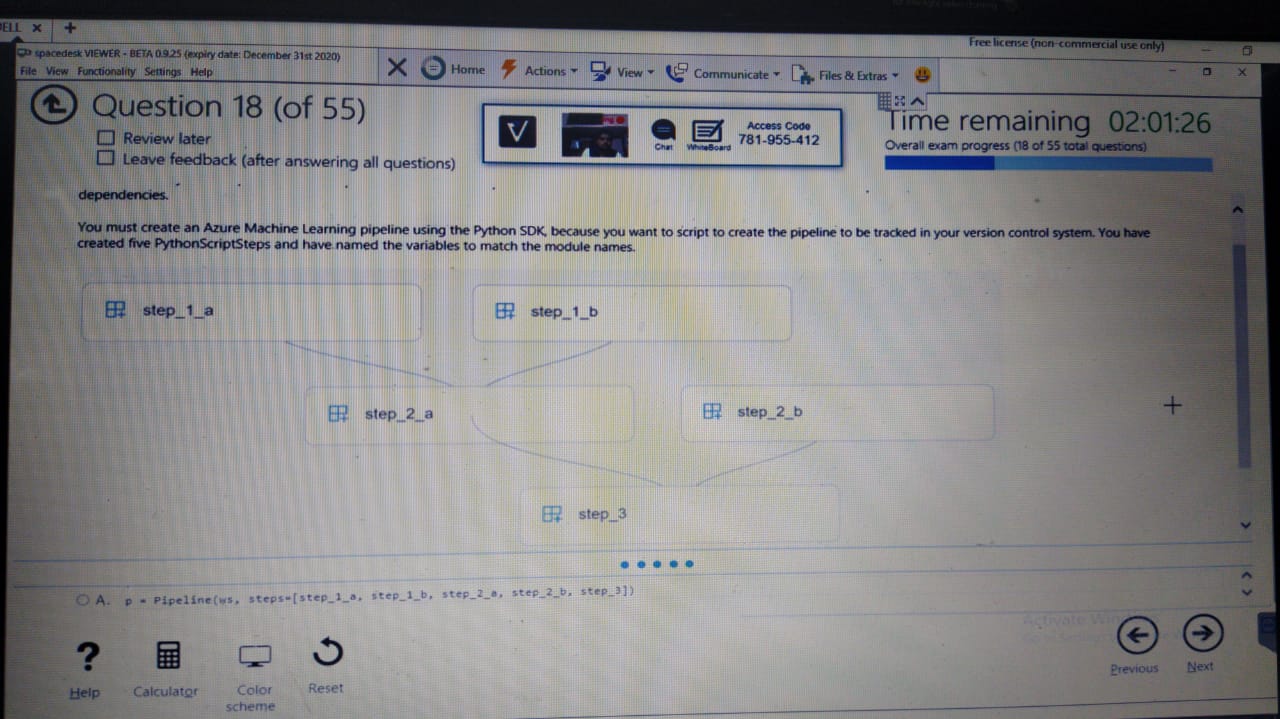 ELL × +
Free license (non-commercial use only)
spacedesk VIEWER - BETA 0.9.25 (expiry date: December 31st 2020)
File View Functionality Settings Help
Home Actions View Communicate Files & Extras
Question 18 (of 55)
Review later
Leave feedback (after answering all questions)
V
Chat
WhiteBoard
Access Code
781-955-412
Time remaining 02:01:26
Overall exam progress (18 of 55 total questions)
dependencies.
You must create an Azure Machine Learning pipeline using the Python SDK, because you want to script to create the pipeline to be tracked in your version control system. You have
created five PythonScriptSteps and have named the variables to match the module names.
step_1_a
step_1_b
step_2_a
step_2_b
step_3
A. p = Pipeline(ws, steps=[step_1_a, step_1_b, step_2_a, step_2_b, step_3])
Activate Win
?
Help
Calculator
Color
scheme
Reset
Previous
Next